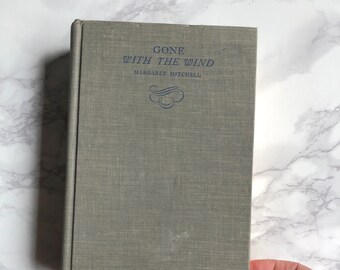 GONE
WITH THE WIND
MARGARET MITCHELL